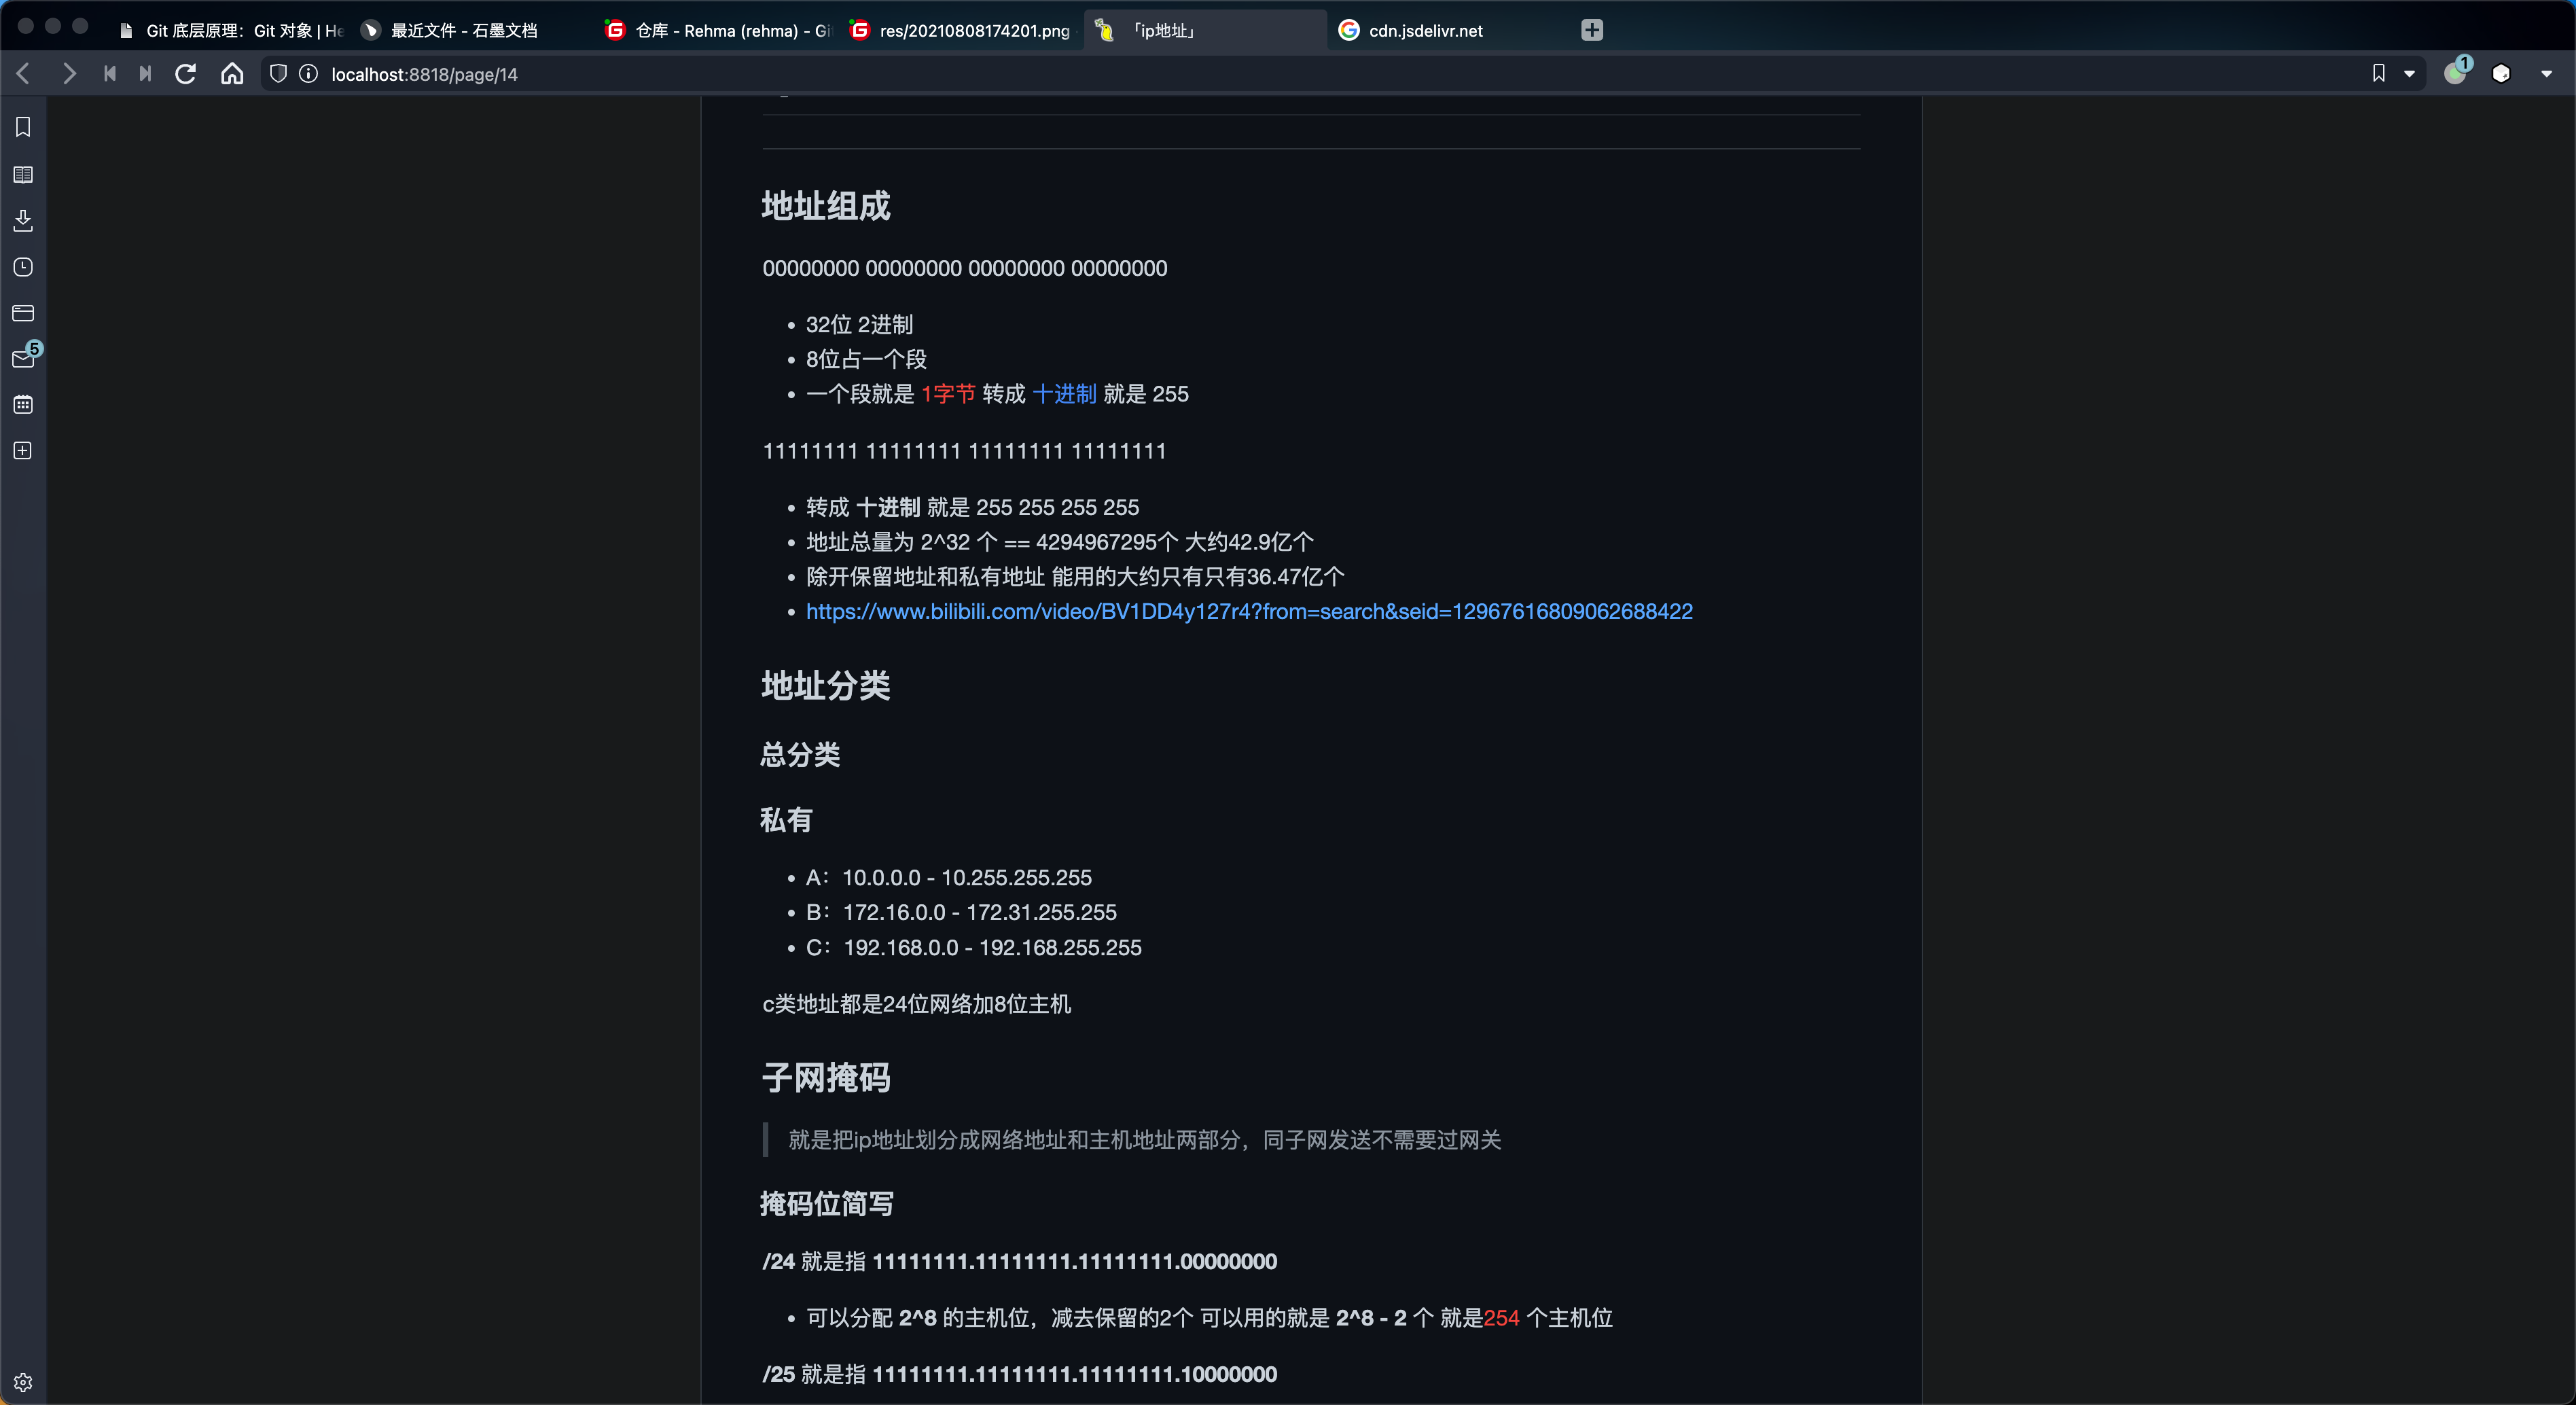 Git 底层原理：Git 对象 | He
最近文件 - 石墨文档
仓库 - Rehma (rehma) - Gi
res/20210808174201.png
「ip地址」
cdn.jsdelivr.net
localhost:8818/page/14
1
5
地址组成
00000000 00000000 00000000 00000000
32位 2进制
8位占一个段
一个段就是 1字节 转成 十进制 就是 255
11111111 11111111 11111111 11111111
转成 十进制 就是 255 255 255 255
地址总量为 2^32 个 == 4294967295个 大约42.9亿个
除开保留地址和私有地址 能用的大约只有只有36.47亿个
https://www.bilibili.com/video/BV1DD4y127r4?from=search&seid=12967616809062688422
地址分类
总分类
私有
A：10.0.0.0 - 10.255.255.255
B：172.16.0.0 - 172.31.255.255
C：192.168.0.0 - 192.168.255.255
c类地址都是24位网络加8位主机
子网掩码
就是把ip地址划分成网络地址和主机地址两部分，同子网发送不需要过网关
掩码位简写
/24 就是指 11111111.11111111.11111111.00000000
可以分配 2^8 的主机位，减去保留的2个 可以用的就是 2^8 - 2 个 就是254 个主机位
/25 就是指 11111111.11111111.11111111.10000000